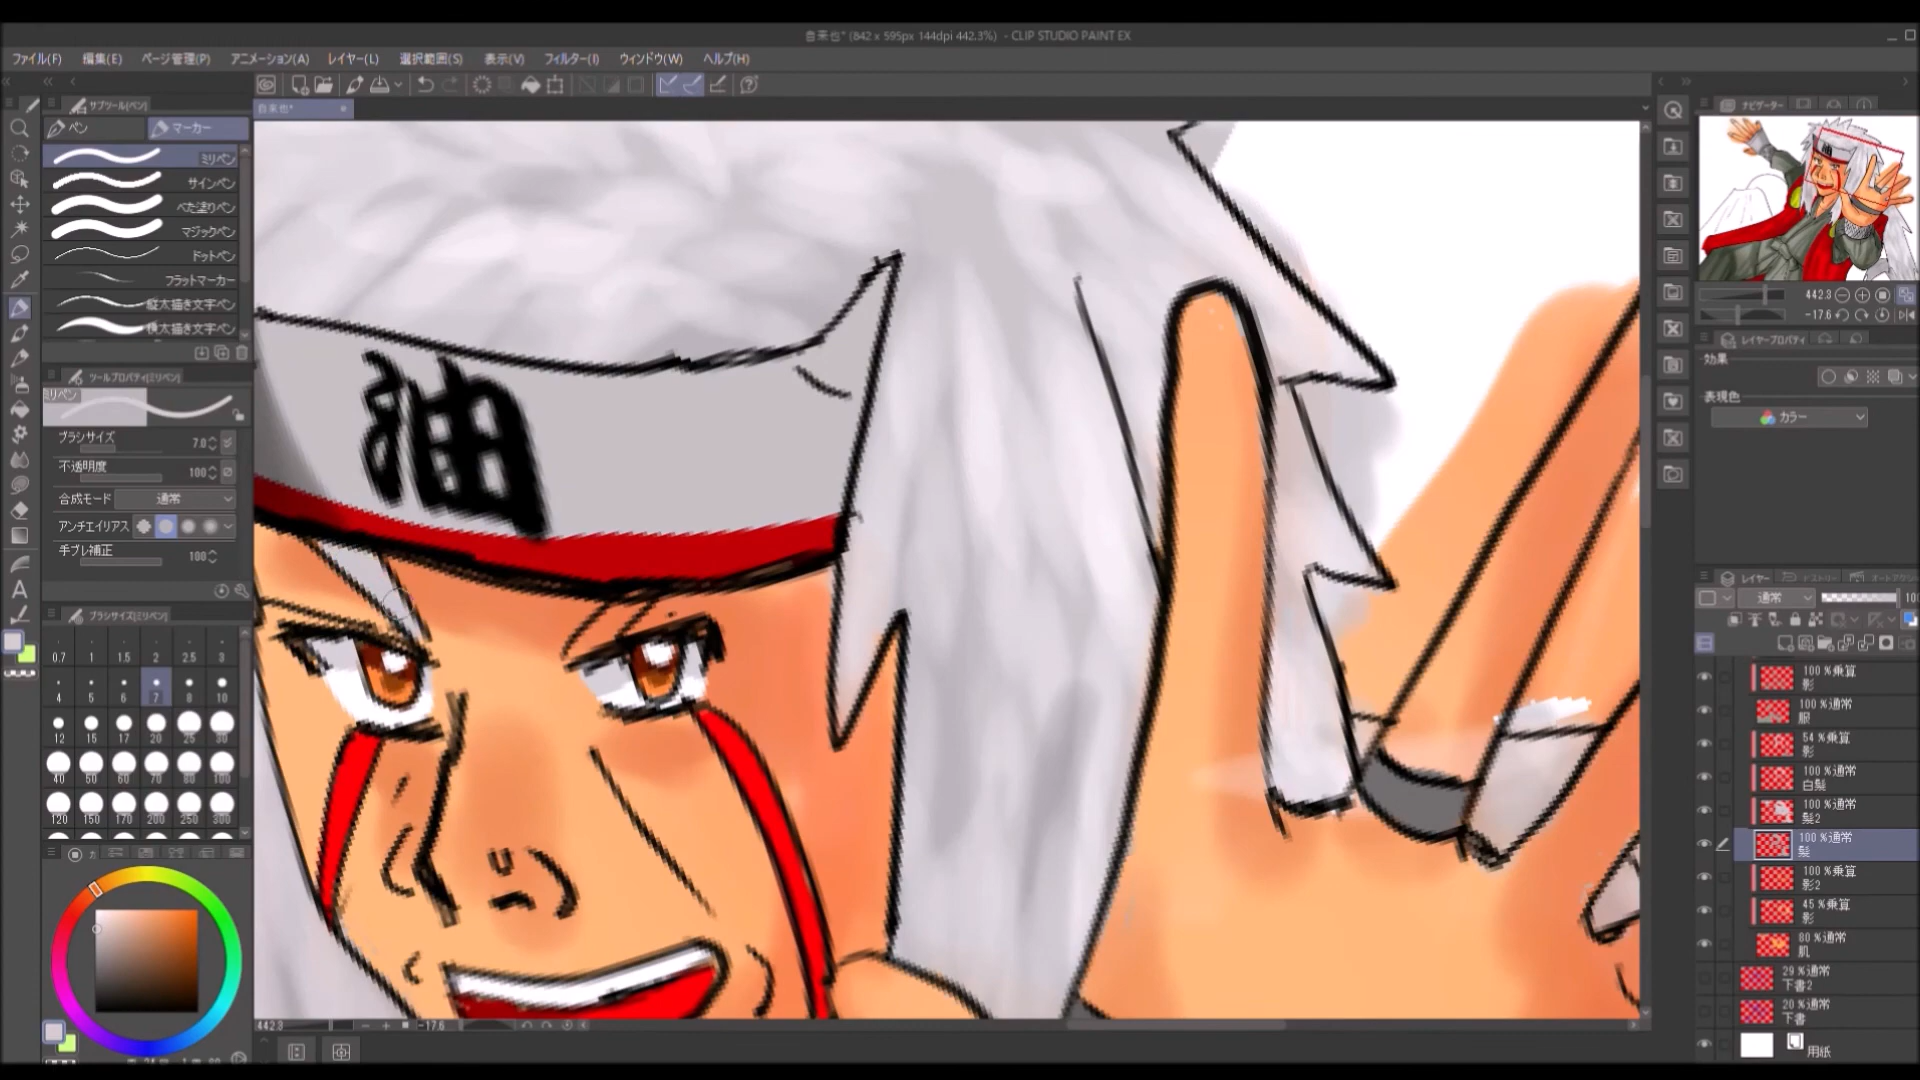 自来也* (842 x 595px 144dpi 442.3%) - CLIP STUDIO PAINT EX
ファイル(F) 編集(E) ページ管理(P) アニメーション(A) レイヤー(L) 選択範囲(S) 表示(V) フィルター(I) ウィンドウ(W) ヘルプ(H)
自来也*
サブツール[ペン]
ペン マーカー
ミリペン
サインペン
べた塗りペン
マジックペン
ドットペン
フラットマーカー
縦太描き文字ペン
横太描き文字ペン
ツールプロパティ[ミリペン]
ミリペン
ブラシサイズ 7.0
不透明度 100
合成モード 通常
アンチエイリアス
手ブレ補正 100
ブラシサイズ[ミリペン]
0.7 1 1.5 2 2.5 3
4 5 6 7 8 10
12 15 17 20 25 30
40 50 60 70 80 100
120 150 170 200 250 300
油
442.3 -17.6
ナビゲーター
442.3
-17.6
レイヤープロパティ
効果
表現色
カラー
レイヤー
通常
100 %乗算
影
100 %通常
服
54 %乗算
影
100 %通常
白髪
100 %通常
髪2
100 %通常
髪
100 %乗算
影2
45 %乗算
影
80 %通常
肌
29 %通常
下書2
20 %通常
下書
用紙